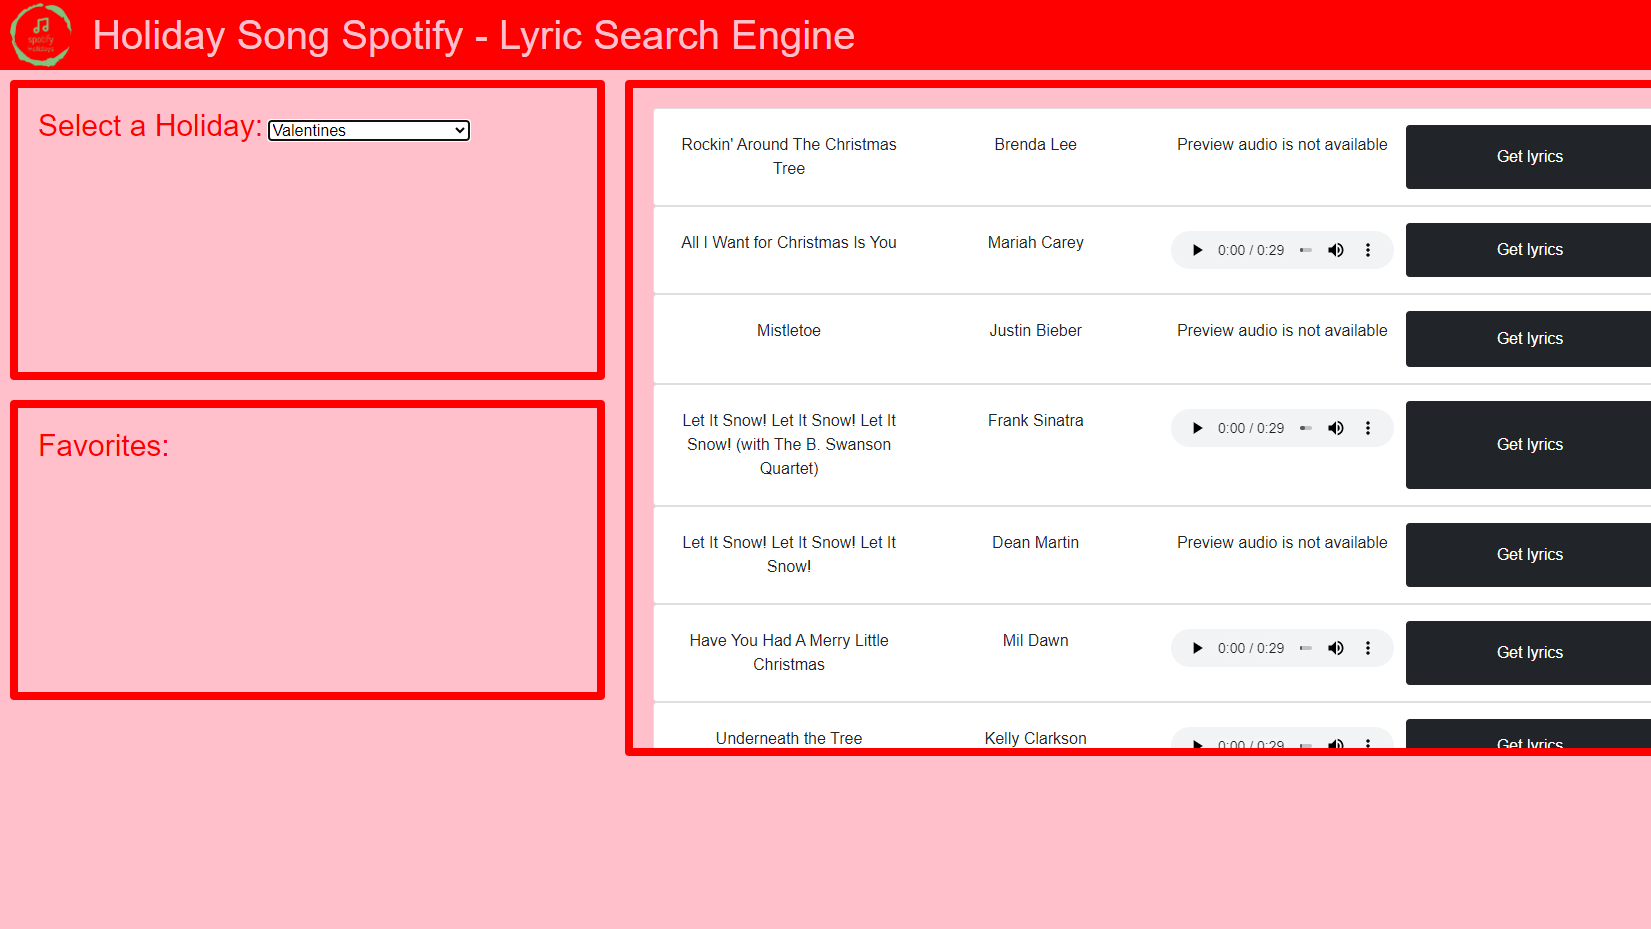 spotify
Holiday Song Spotify - Lyric Search Engine
Select a Holiday: Valentines
Favorites:
Rockin' Around The Christmas
Tree
Brenda Lee
Preview audio is not available
Get lyrics
All I Want for Christmas Is You
Mariah Carey
0:00 / 0:29
Get lyrics
Mistletoe
Justin Bieber
Preview audio is not available
Get lyrics
Let It Snow! Let It Snow! Let It
Snow! (with The B. Swanson
Quartet)
Frank Sinatra
0:00 / 0:29
Get lyrics
Let It Snow! Let It Snow! Let It
Snow!
Dean Martin
Preview audio is not available
Get lyrics
Have You Had A Merry Little
Christmas
Mil Dawn
0:00 / 0:29
Get lyrics
Underneath the Tree
Kelly Clarkson
0:00 / 0:29
Get lyrics